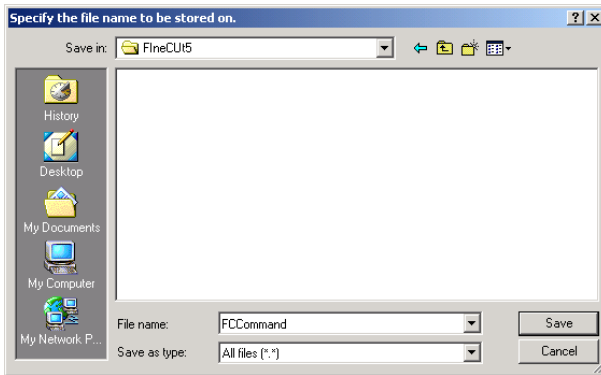 Specify the file name to be stored on.
Save in: FIneCUt5
History
Desktop
My Documents
My Computer
My Network P...
File name: FCCommand Save
Save as type: All files (*.*) Cancel